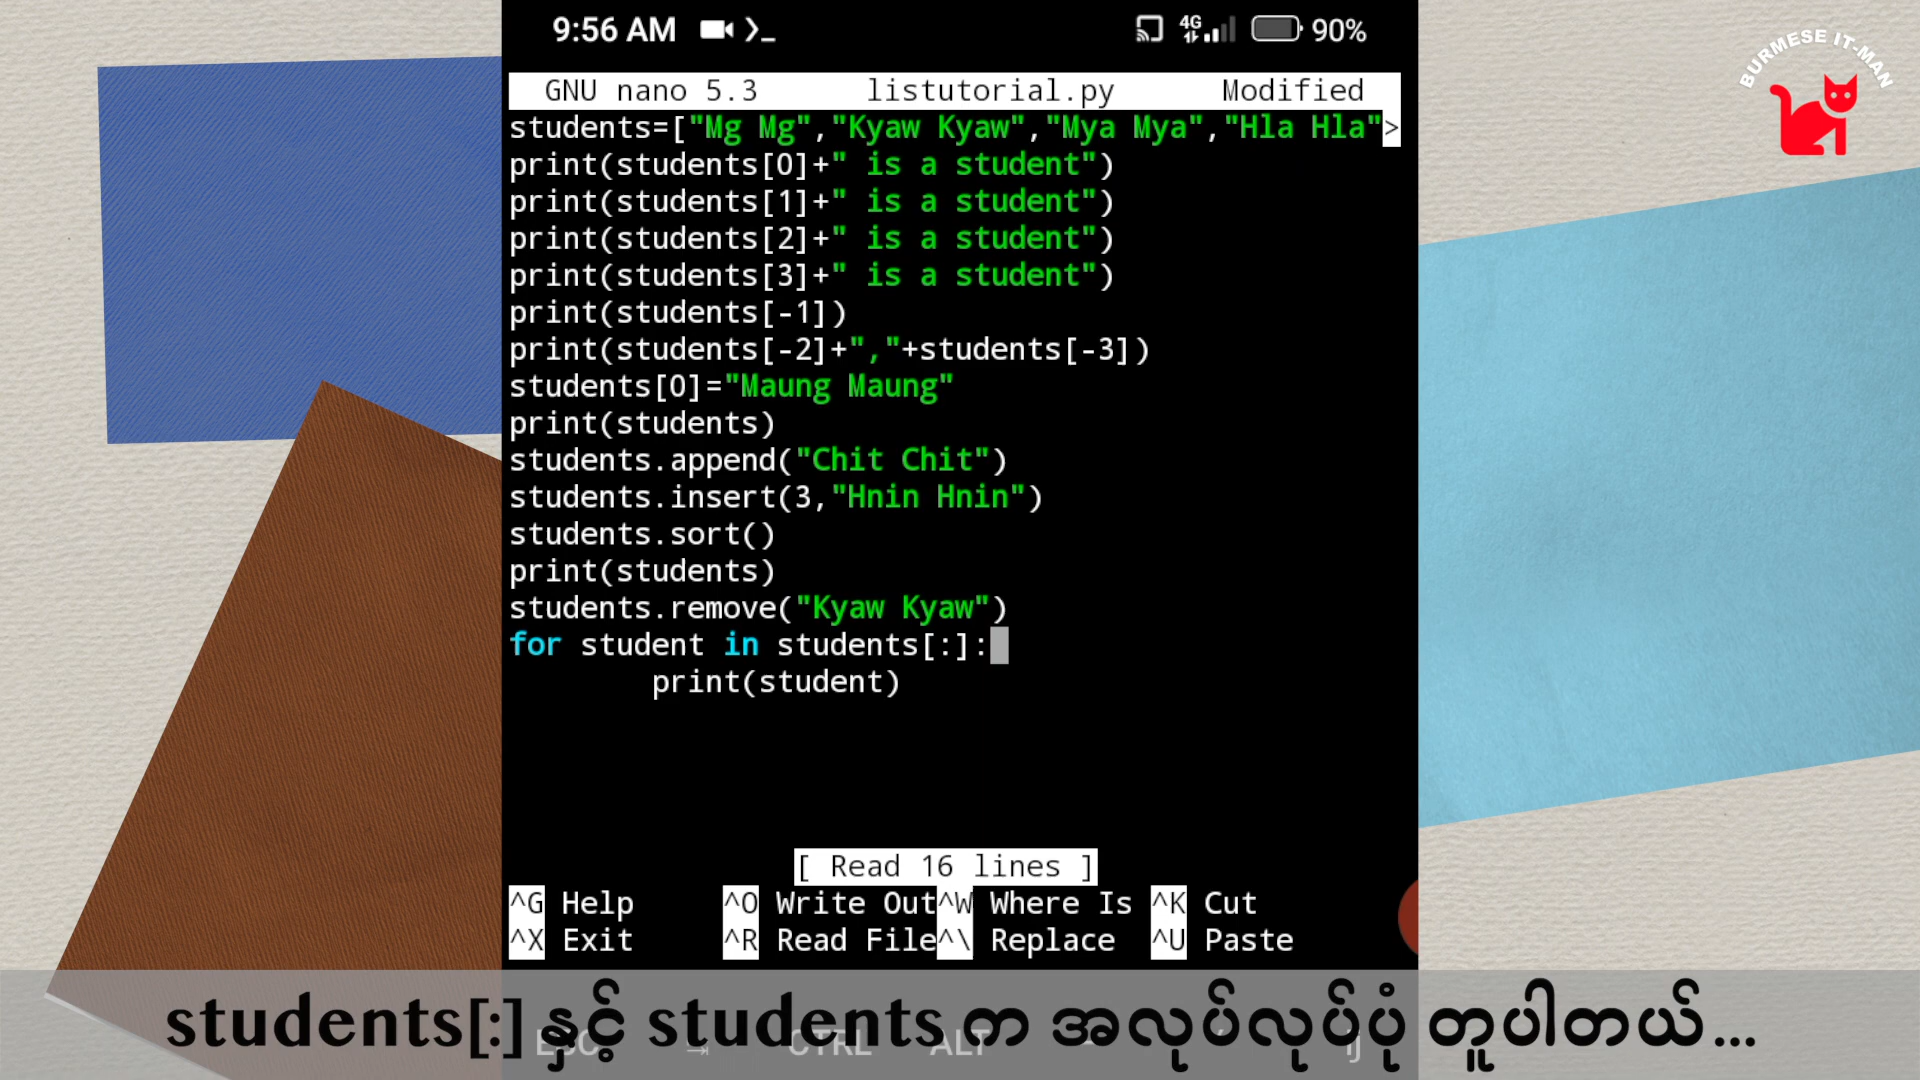 9:56 AM 4G 90%
BURMESE IT-MAN
GNU nano 5.3 listutorial.py Modified
students=["Mg Mg","Kyaw Kyaw","Mya Mya","Hla Hla">
print(students[0]+" is a student")
print(students[1]+" is a student")
print(students[2]+" is a student")
print(students[3]+" is a student")
print(students[-1])
print(students[-2]+","+students[-3])
students[0]="Maung Maung"
print(students)
students.append("Chit Chit")
students.insert(3,"Hnin Hnin")
students.sort()
print(students)
students.remove("Kyaw Kyaw")
for student in students[:]:
print(student)
[ Read 16 lines ]
^G Help ^O Write Out ^W Where Is ^K Cut
^X Exit ^R Read File ^\ Replace ^U Paste
ESC CTRL ALT
students[:] နှင့် students က အလုပ်လုပ်ပုံ တူပါတယ်...